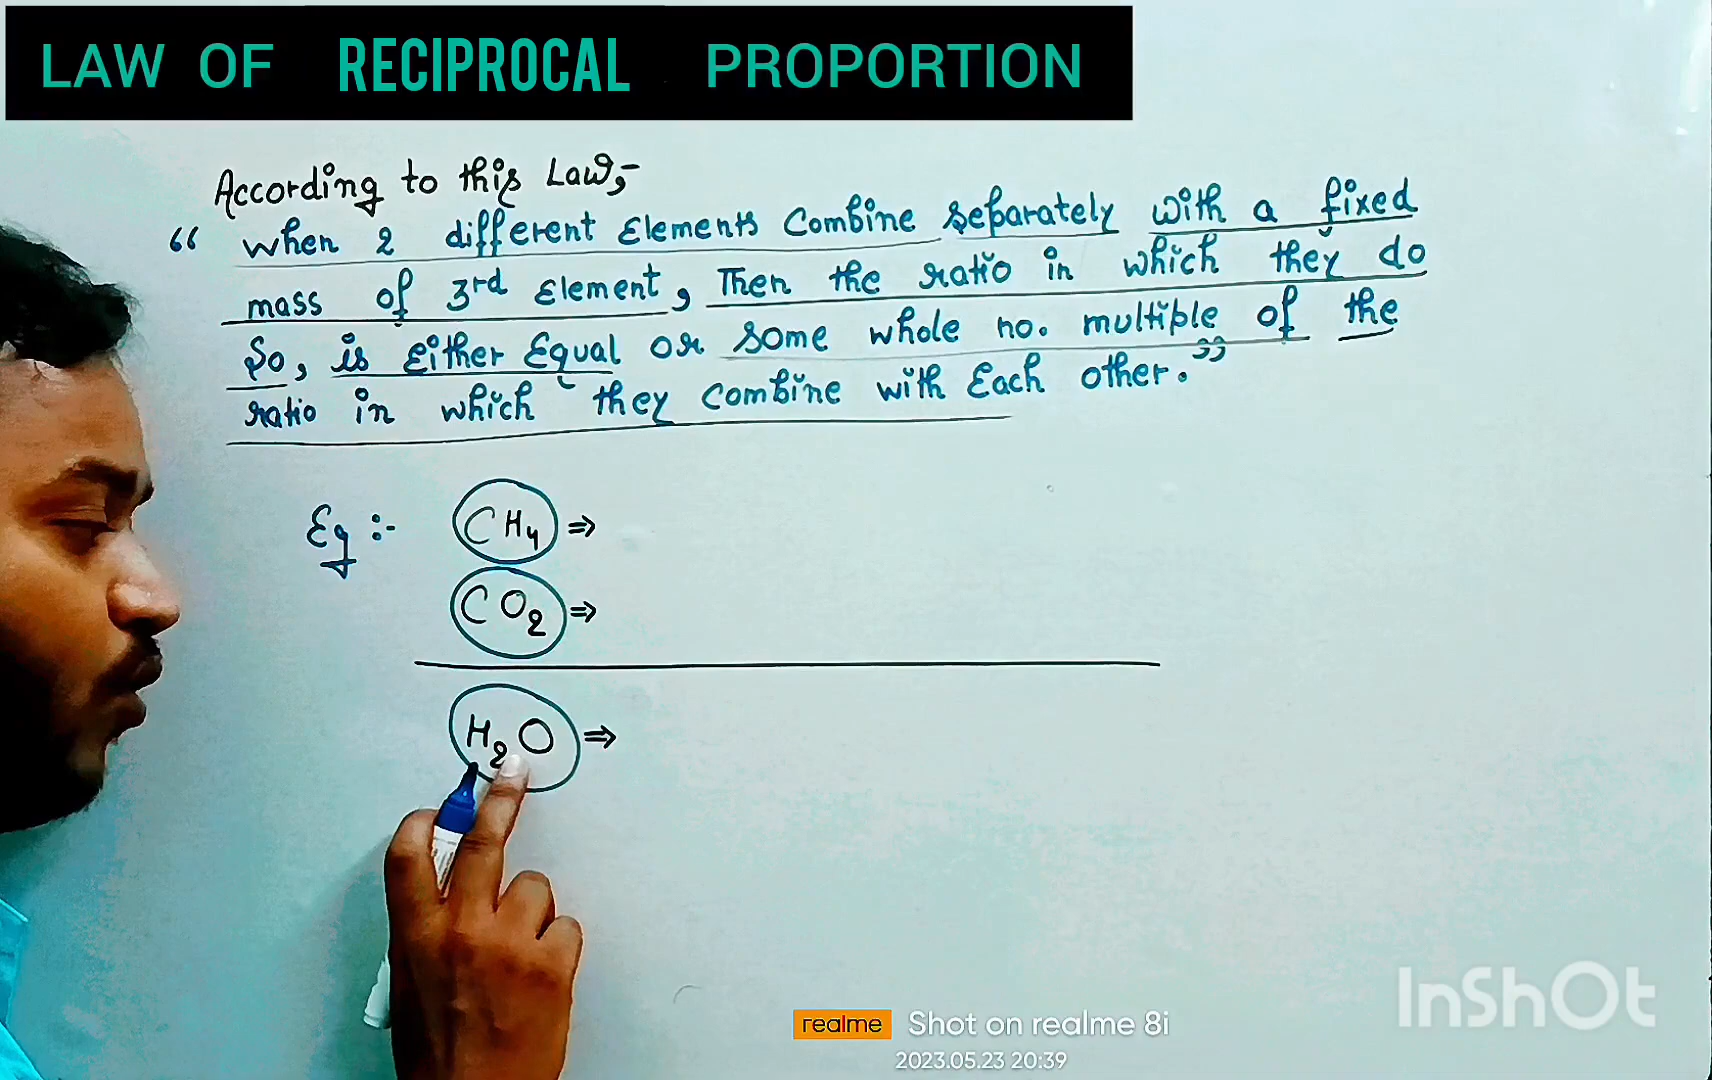 LAW OF RECIPROCAL PROPORTION
According to this Law;-
"When 2 different Elements Combine separately with a fixed
mass of 3rd Element, Then the ratio in which they do
So, is Either Equal or some whole no. multiple of the
ratio in which they combine with Each other."
Eg :- CH4 ⇒
CO2 ⇒
H2O ⇒
InShOt
realme Shot on realme 8i
2023.05.23 20:39